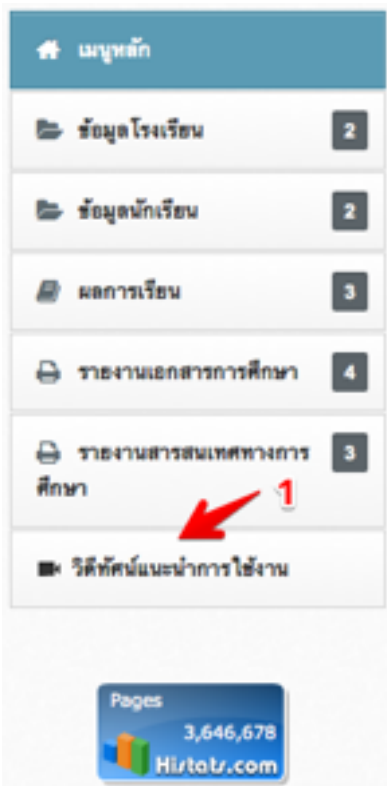 เมนูหลัก
ข้อมูลโรงเรียน 2
ข้อมูลนักเรียน 2
ผลการเรียน 3
รายงานเอกสารการศึกษา 4
รายงานสารสนเทศทางการ 3
ศึกษา
1
วิดีทัศน์แนะนำการใช้งาน
Pages
3,646,678
Histats.com